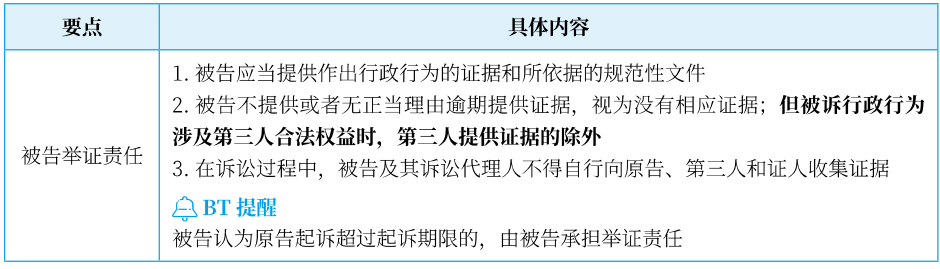 要点
具体内容
被告举证责任
1. 被告应当提供作出行政行为的证据和所依据的规范性文件
2. 被告不提供或者无正当理由逾期提供证据，视为没有相应证据；但被诉行政行为
涉及第三人合法权益时，第三人提供证据的除外
3. 在诉讼过程中，被告及其诉讼代理人不得自行向原告、第三人和证人收集证据
BT 提醒
被告认为原告起诉超过起诉期限的，由被告承担举证责任